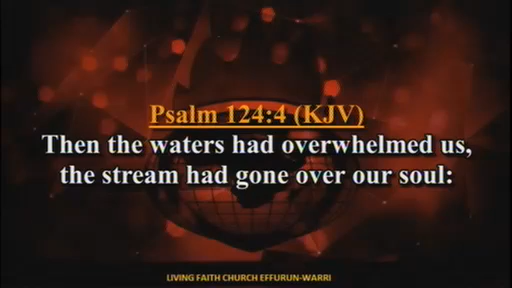 Psalm 124:4 (KJV)
Then the waters had overwhelmed us,
the stream had gone over our soul:
LIVING FAITH CHURCH EFFURUN-WARRI